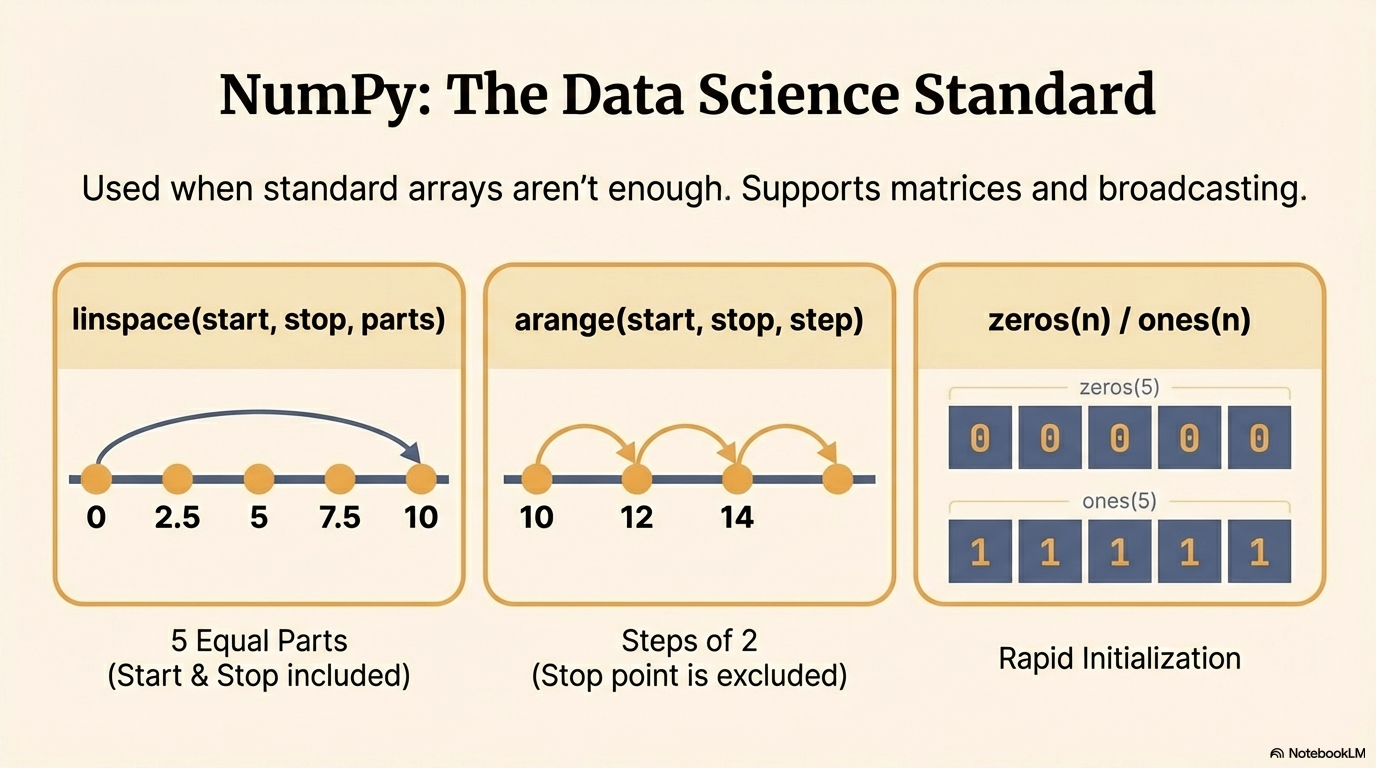 NumPy: The Data Science Standard
Used when standard arrays aren’t enough. Supports matrices and broadcasting.
linspace(start, stop, parts)
0 2.5 5 7.5 10
5 Equal Parts
(Start & Stop included)
arange(start, stop, step)
10 12 14
Steps of 2
(Stop point is excluded)
zeros(n) / ones(n)
zeros(5)
0 0 0 0 0
ones(5)
1 1 1 1 1
Rapid Initialization
NotebookLM